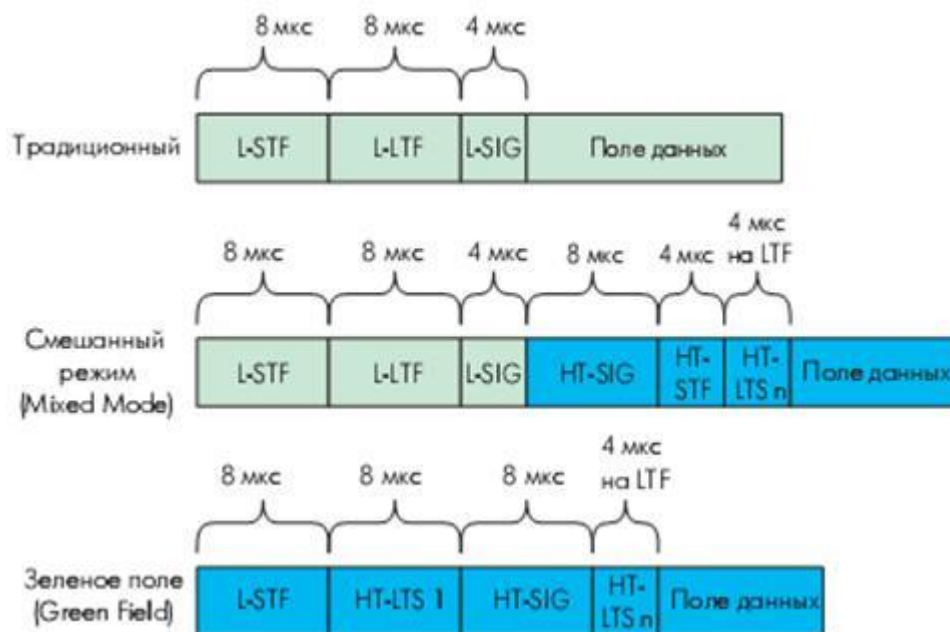 8 мкс 8 мкс 4 мкс
Традиционный L-STF L-LTF L-SIG Поле данных
4 мкс
8 мкс 8 мкс 4 мкс 8 мкс 4 мкс на LTF
Смешанный
режим
(Mixed Mode)
L-STF L-LTF L-SIG HT-SIG HT-
STF HT-
LTS n Поле данных
4 мкс
8 мкс 8 мкс 8 мкс на LTF
Зеленое поле
(Green Field)
L-STF HT-LTS 1 HT-SIG HT-
LTS n Поле данных